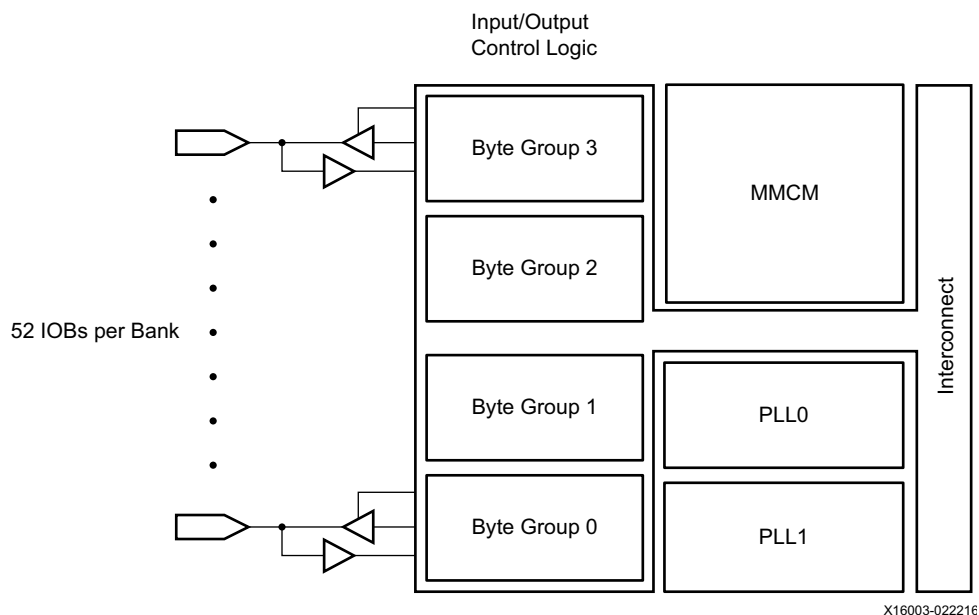 Input/Output
Control Logic
Byte Group 3
MMCM
Byte Group 2
52 IOBs per Bank
Interconnect
Byte Group 1
PLL0
Byte Group 0
PLL1
X16003-022216